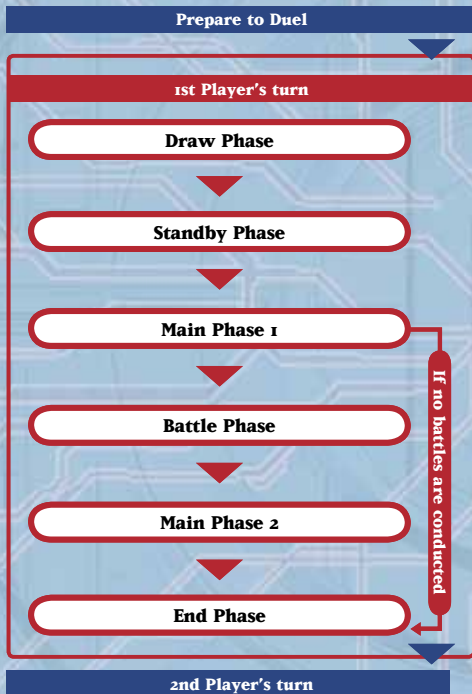 Prepare to Duel
1st Player's turn
Draw Phase
Standby Phase
Main Phase 1
If no battles are conducted
Battle Phase
Main Phase 2
End Phase
2nd Player's turn